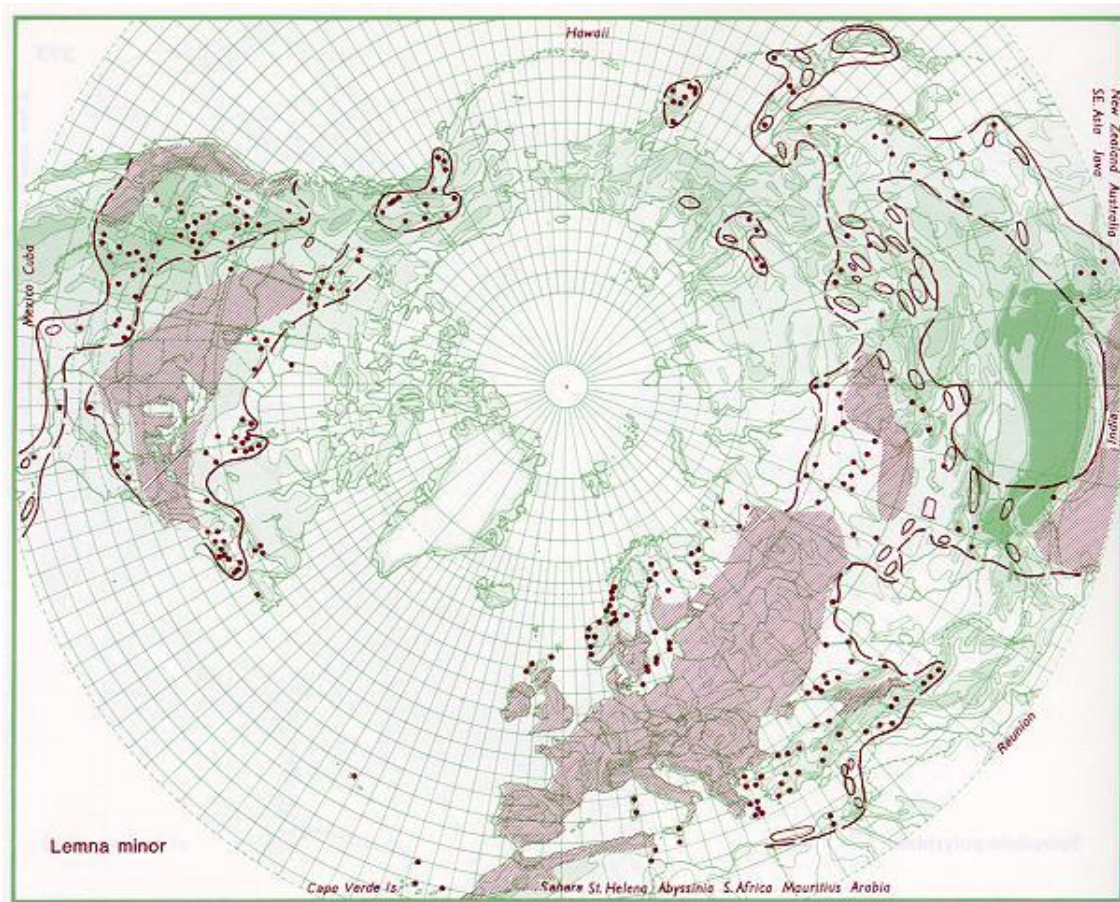 Hawaii
New Zealand Australia
SE. Asia Java
Mexico Cuba
Réunion
Lemna minor
Cape Verde Is.
Sahara St. Helena Abyssinia S. Africa Mauritius Arabia